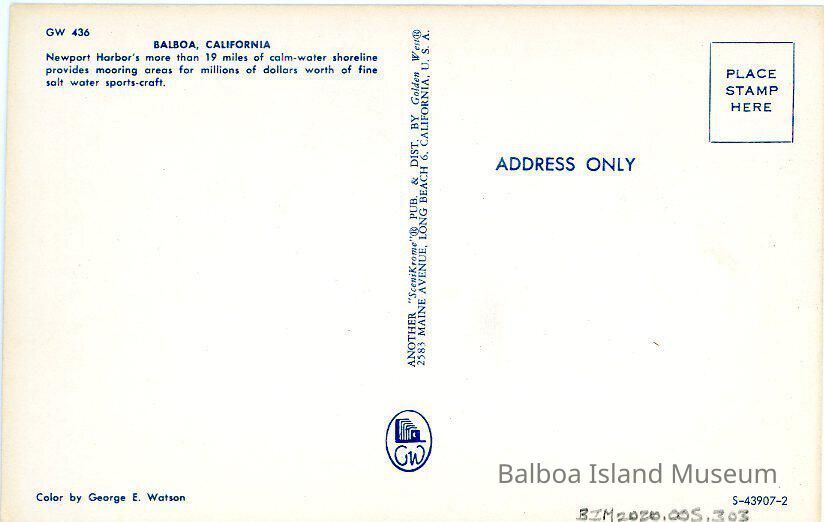 GW 436
BALBOA, CALIFORNIA
Newport Harbor's more than 19 miles of calm-water shoreline
provides mooring areas for millions of dollars worth of fine
salt water sports-craft.
ANOTHER "SceniKrome"® PUB. & DIST. BY Golden West®
2583 MAINE AVENUE, LONG BEACH 6, CALIFORNIA, U. S. A.
PLACE
STAMP
HERE
ADDRESS ONLY
GW
Balboa Island Museum
Color by George E. Watson
S-43907-2
BIM2020.005.303